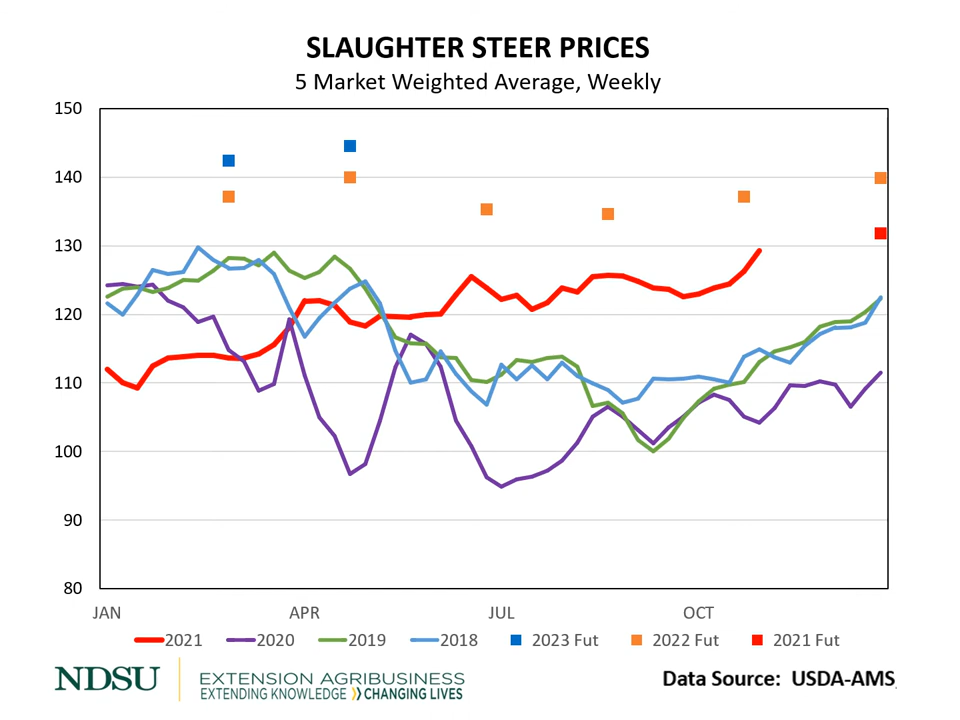 SLAUGHTER STEER PRICES
5 Market Weighted Average, Weekly
150
140
130
120
110
100
90
80
JAN APR JUL OCT
2021 2020 2019 2018 2023 Fut 2022 Fut 2021 Fut
NDSU EXTENSION AGRIBUSINESS
EXTENDING KNOWLEDGE CHANGING LIVES
Data Source: USDA-AMS